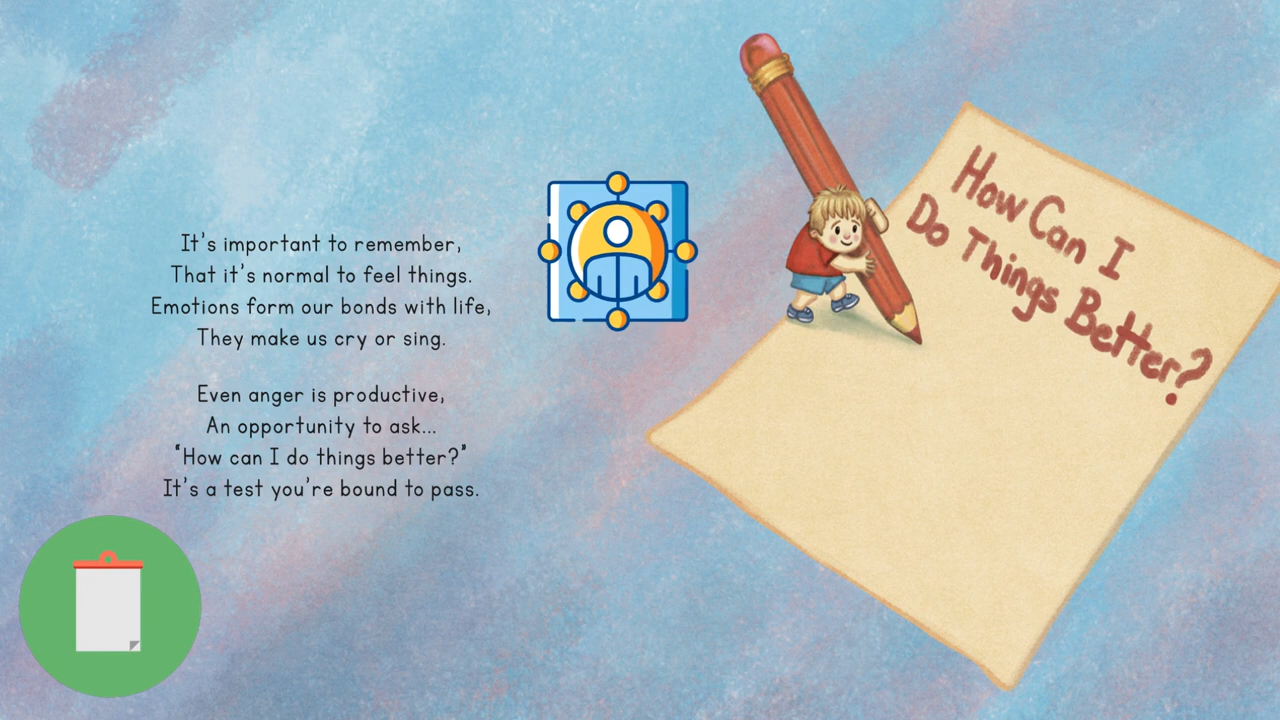 It's important to remember,
That it's normal to feel things.
Emotions form our bonds with life,
They make us cry or sing.
Even anger is productive,
An opportunity to ask...
"How can I do things better?"
It's a test you're bound to pass.
How Can I
Do Things Better?